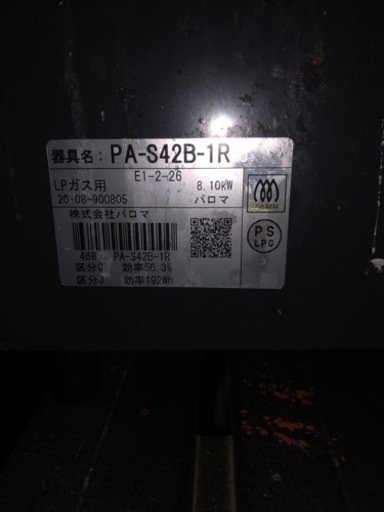 器具名: PA-S42B-1R
E1-2-26
LPガス用 8.10kW
20・08-900805 パロマ
株式会社パロマ
PS
LPG
468 PA-S42B-1R
区分C 効率56.3%
区分J 効率192Wh